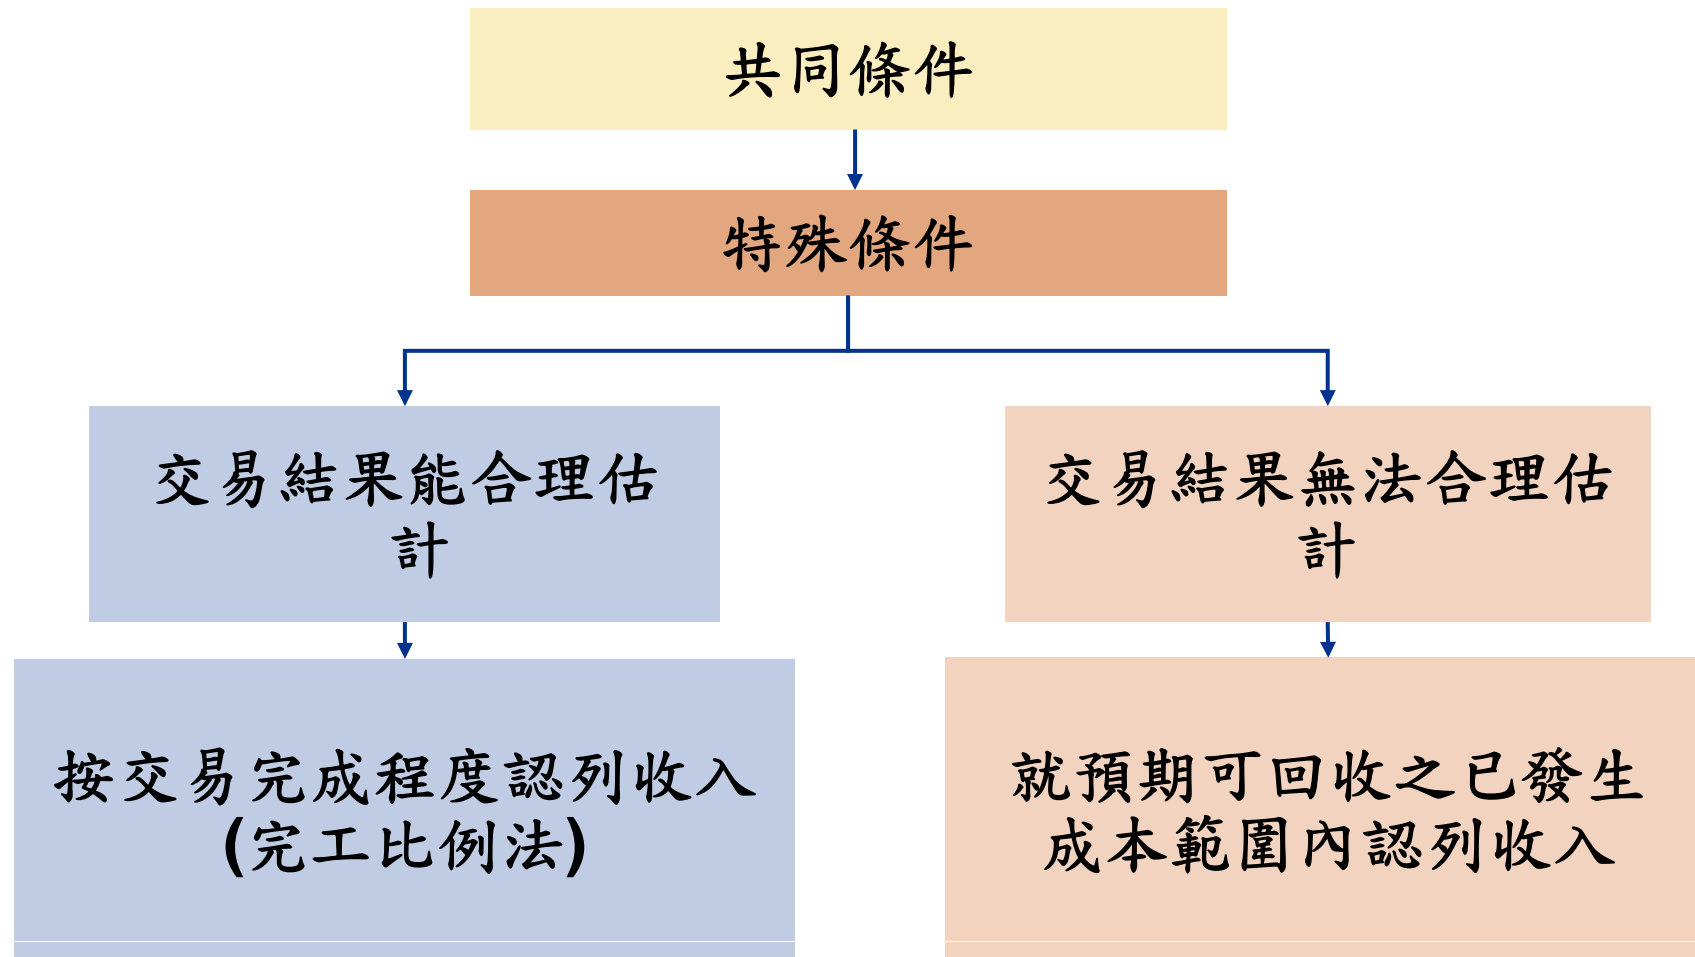 共同條件
特殊條件
交易結果能合理估
計
交易結果無法合理估
計
按交易完成程度認列收入
(完工比例法)
就預期可回收之已發生
成本範圍內認列收入